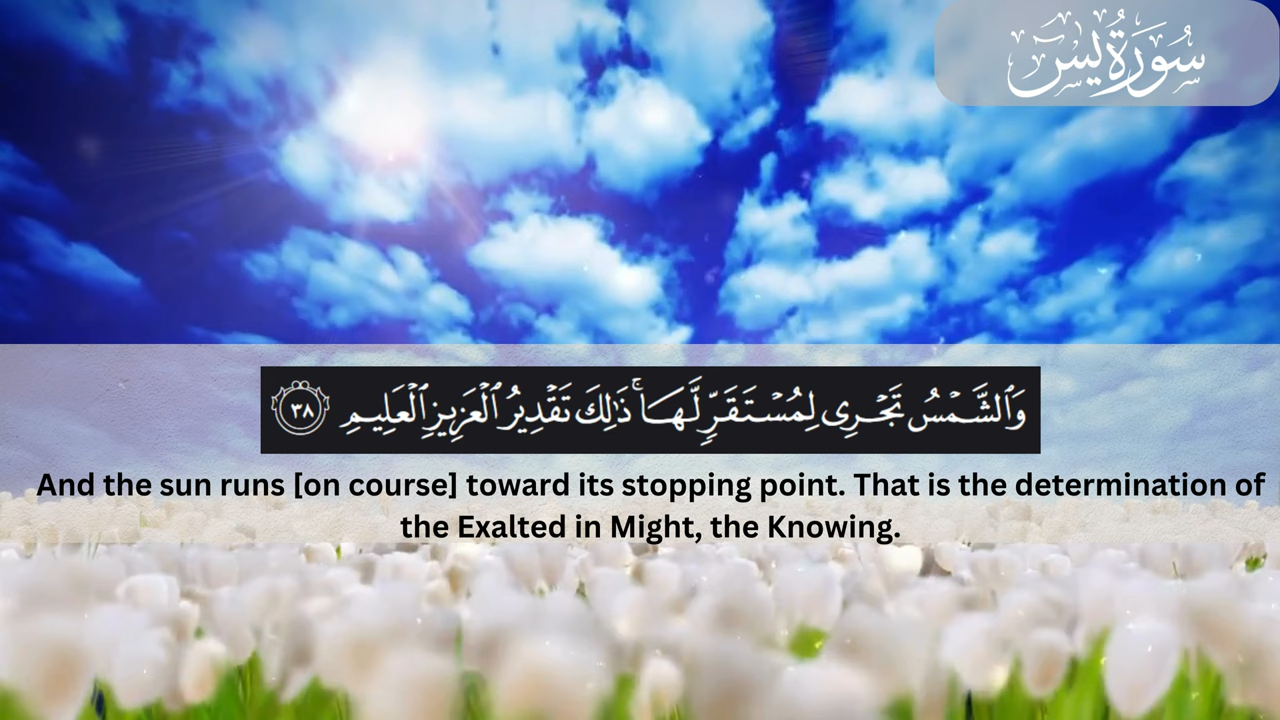 سُورَةُ يسٓ
وَٱلشَّمۡسُ تَجۡرِي لِمُسۡتَقَرّٖ لَّهَاۚ ذَٰلِكَ تَقۡدِيرُ ٱلۡعَزِيزِ ٱلۡعَلِيمِ ٣٨
And the sun runs [on course] toward its stopping point. That is the determination of
the Exalted in Might, the Knowing.